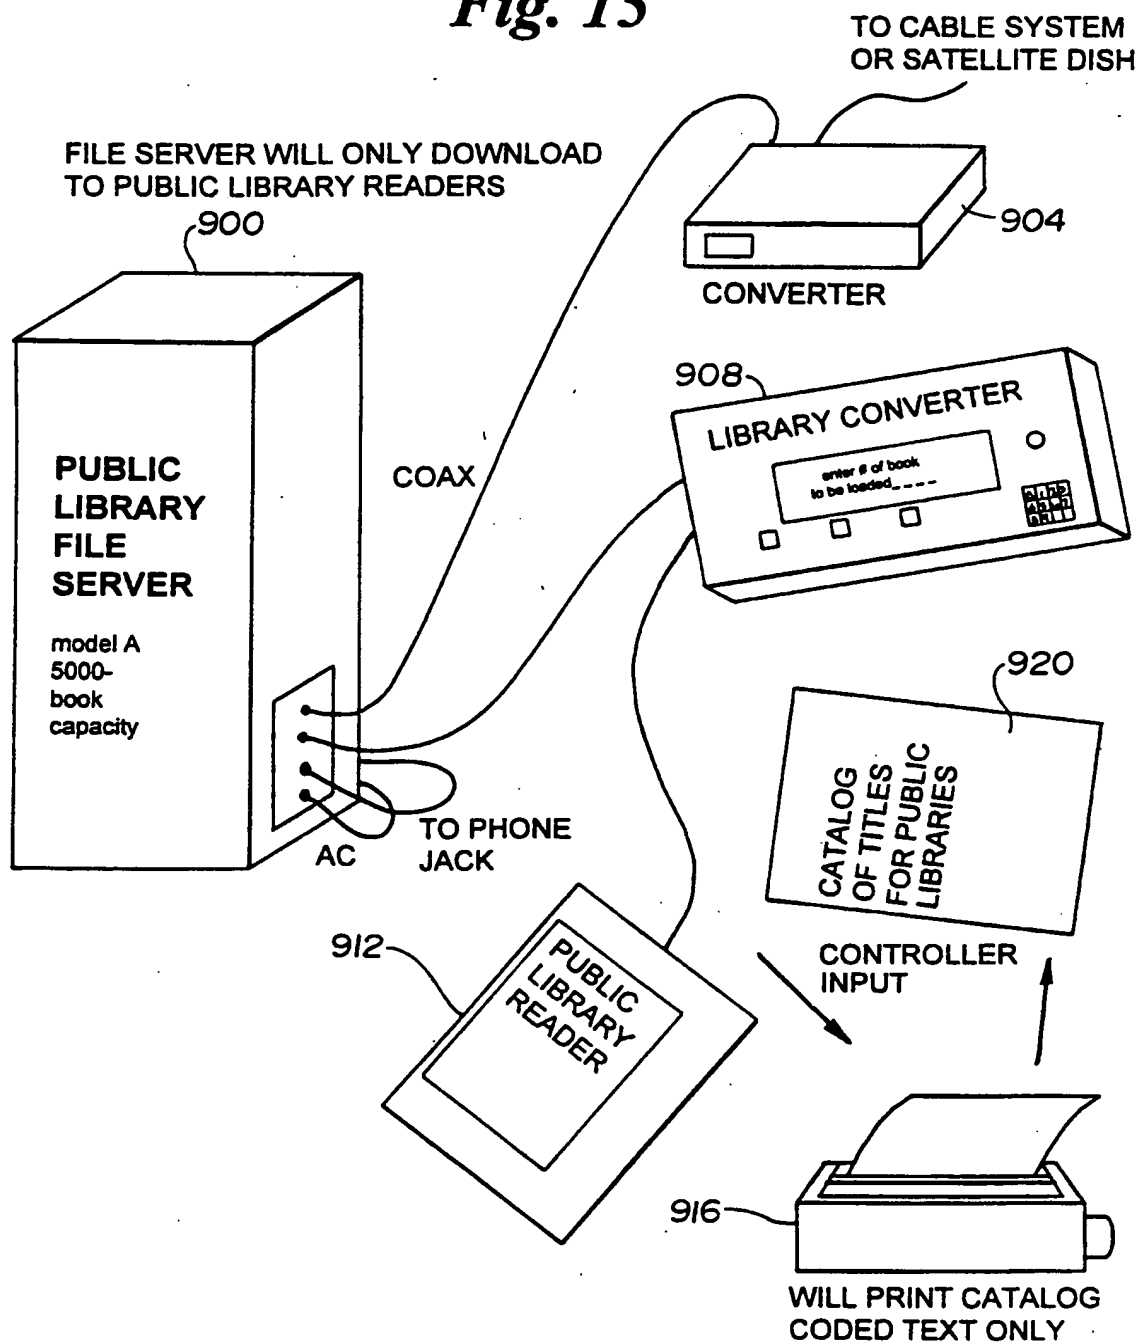 Fig. 15
TO CABLE SYSTEM
OR SATELLITE DISH
FILE SERVER WILL ONLY DOWNLOAD
TO PUBLIC LIBRARY READERS
900
904
CONVERTER
908
LIBRARY CONVERTER
enter # of book
to be loaded_ _ _ _
COAX
PUBLIC
LIBRARY
FILE
SERVER
model A
5000-
book
capacity
AC
TO PHONE
JACK
920
CATALOG
OF TITLES
FOR PUBLIC
LIBRARIES
CONTROLLER
INPUT
912
PUBLIC
LIBRARY
READER
916
WILL PRINT CATALOG
CODED TEXT ONLY